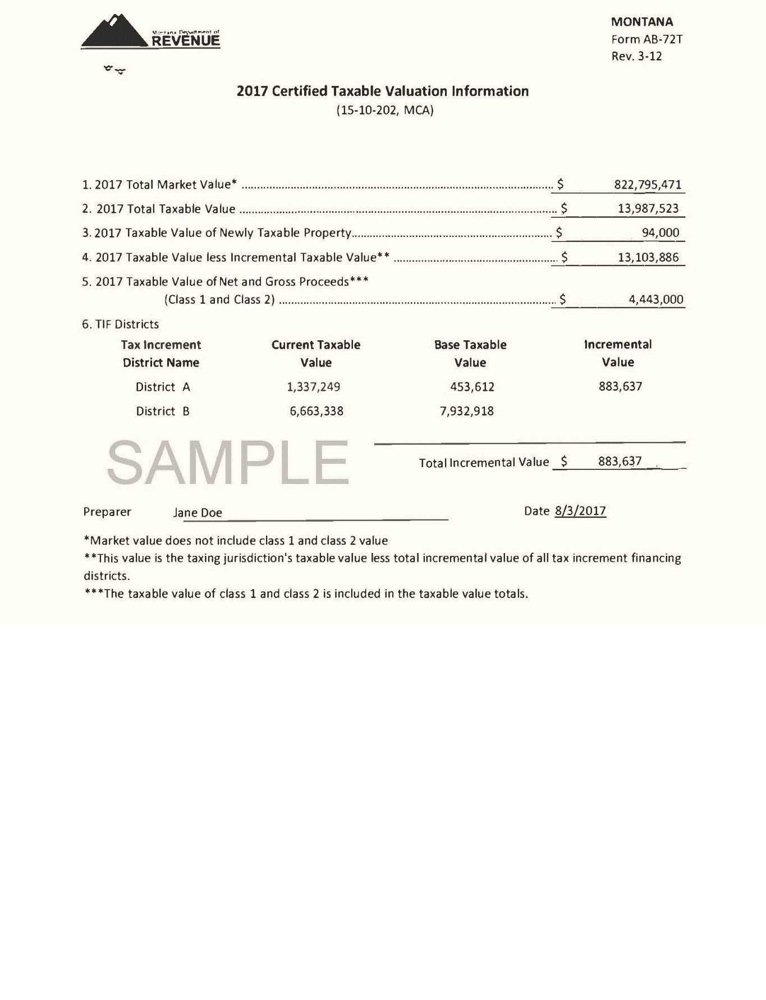 Montana Department of
REVENUE
MONTANA
Form AB-72T
Rev. 3-12
2017 Certified Taxable Valuation Information
(15-10-202, MCA)
1. 2017 Total Market Value* ........ $ 822,795,471
2. 2017 Total Taxable Value ........ $ 13,987,523
3. 2017 Taxable Value of Newly Taxable Property........ $ 94,000
4. 2017 Taxable Value less Incremental Taxable Value** ........ $ 13,103,886
5. 2017 Taxable Value of Net and Gross Proceeds***
(Class 1 and Class 2) ........ $ 4,443,000
6. TIF Districts
Tax Increment Current Taxable Base Taxable Incremental
District Name Value Value Value
District A 1,337,249 453,612 883,637
District B 6,663,338 7,932,918
SAMPLE
Total Incremental Value $ 883,637
Preparer Jane Doe Date 8/3/2017
*Market value does not include class 1 and class 2 value
**This value is the taxing jurisdiction's taxable value less total incremental value of all tax increment financing
districts.
***The taxable value of class 1 and class 2 is included in the taxable value totals.